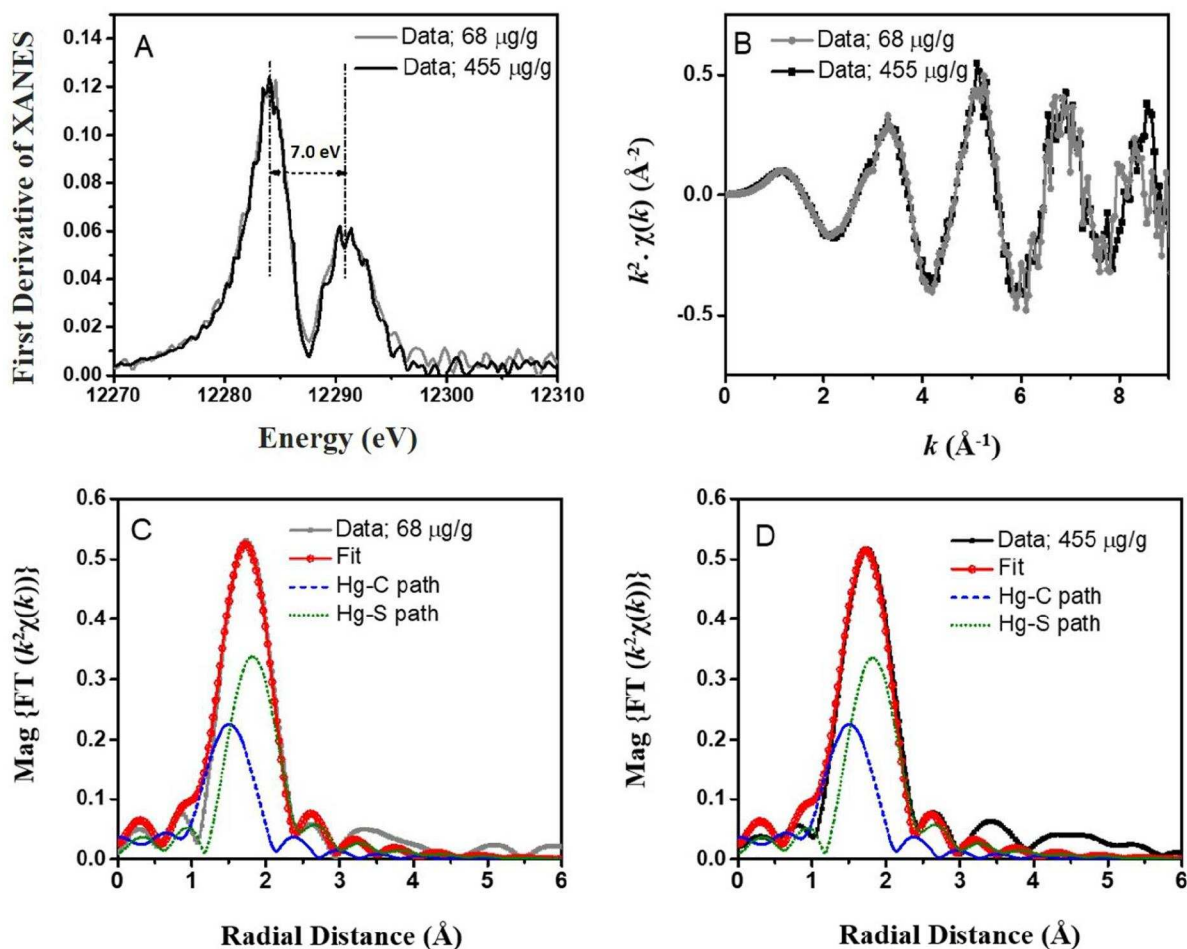 A
Data; 68 µg/g
Data; 455 µg/g
7.0 eV
0.14
0.12
0.10
0.08
0.06
0.04
0.02
0.00
12270 12280 12290 12300 12310
First Derivative of XANES
Energy (eV)
B
Data; 68 µg/g
Data; 455 µg/g
0.5
0.0
-0.5
0 2 4 6 8
k² · χ(k) (Å⁻²)
k (Å⁻¹)
C
Data; 68 µg/g
Fit
Hg-C path
Hg-S path
0.6
0.5
0.4
0.3
0.2
0.1
0.0
0 1 2 3 4 5 6
Mag {FT (k²χ(k))}
Radial Distance (Å)
D
Data; 455 µg/g
Fit
Hg-C path
Hg-S path
0.6
0.5
0.4
0.3
0.2
0.1
0.0
0 1 2 3 4 5 6
Mag {FT (k²χ(k))}
Radial Distance (Å)